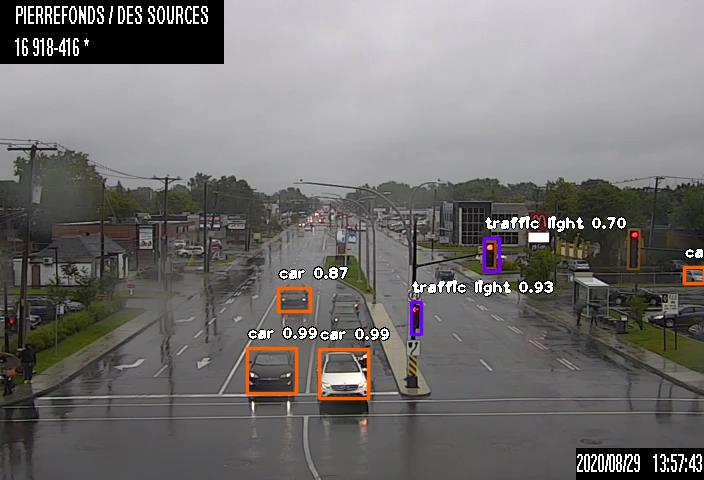 PIERREFONDS / DES SOURCES
16 918-416 *
traffic light 0.70
ca
car 0.87
traffic light 0.93
car 0.99
car 0.99
2020/08/29 13:57:43